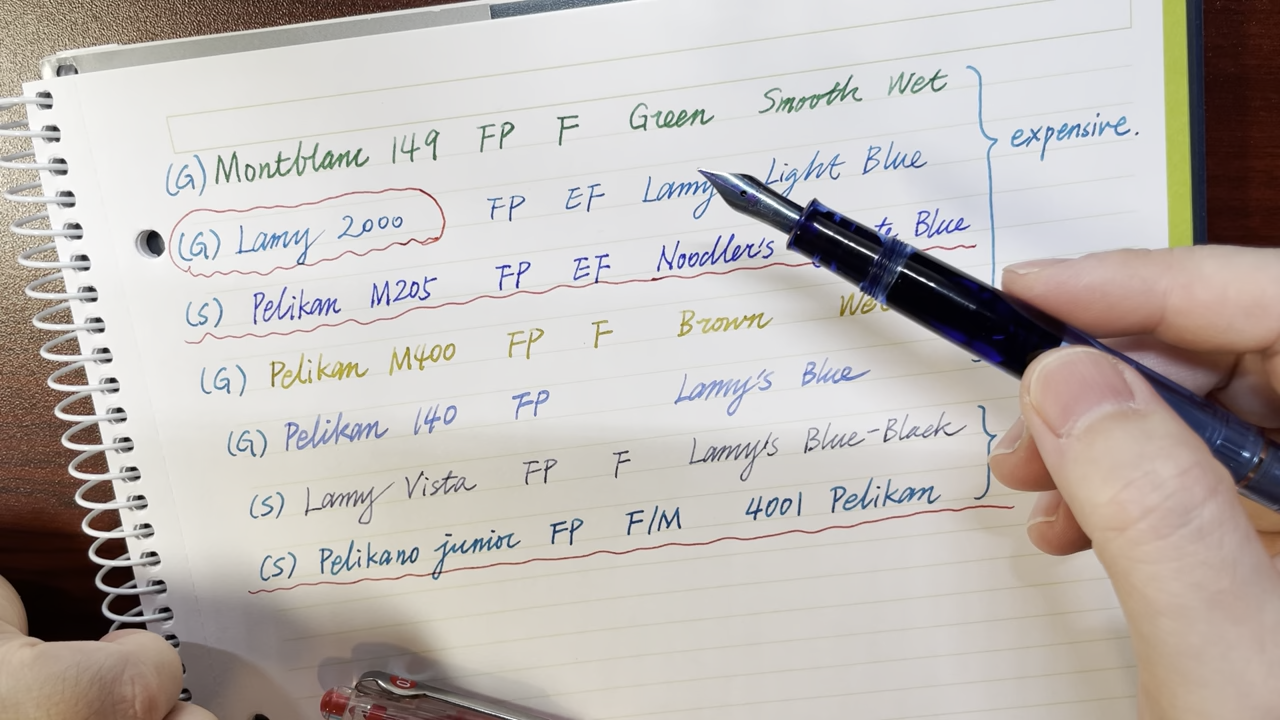 (G) Montblanc 149 FP F Green Smooth Wet
(G) Lamy 2000 FP EF Lamy Light Blue
(S) Pelikan M205 FP EF Noodler's Blue
(G) Pelikan M400 FP F Brown
(G) Pelikan 140 FP Lamy's Blue
(S) Lamy Vista FP F Lamy's Blue-Black
(S) Pelikano junior FP F/M 4001 Pelikan
expensive.